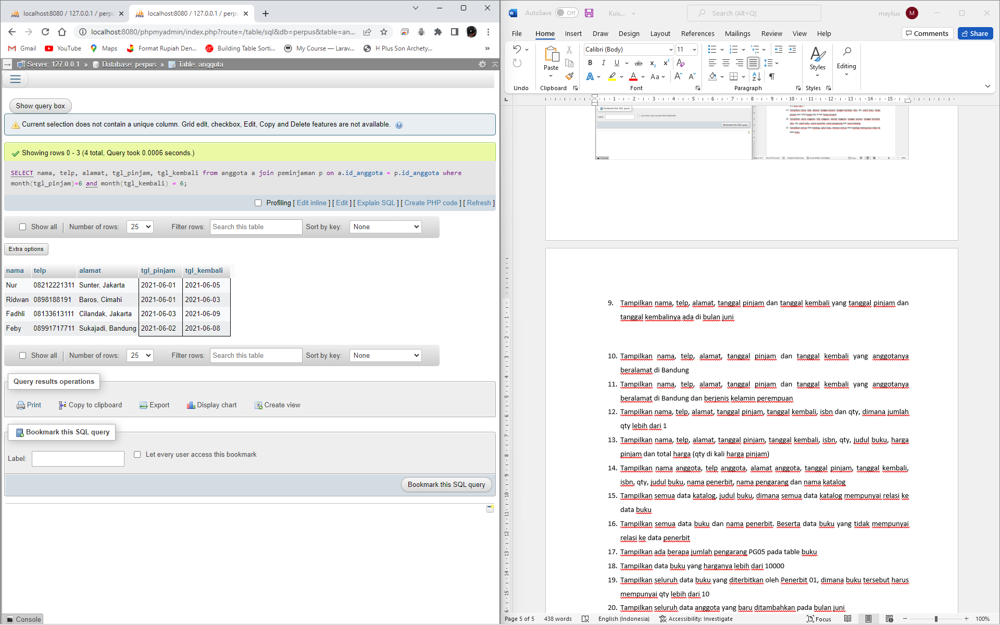 localhost:8080 / 127.0.0.1 / perpu
localhost:8080 / 127.0.0.1 / perpu
localhost:8080/phpmyadmin/index.php?route=/table/sql&db=perpus&table=an...
Gmail YouTube Maps Format Rupiah Den... Building Table Sorti... My Course — Larav... H Plus Son Archety... »
Server: 127.0.0.1 » Database: perpus » Table: anggota
Show query box
Current selection does not contain a unique column. Grid edit, checkbox, Edit, Copy and Delete features are not available.
Showing rows 0 - 3 (4 total, Query took 0.0006 seconds.)
SELECT nama, telp, alamat, tgl_pinjam, tgl_kembali from anggota a join peminjaman p on a.id_anggota = p.id_anggota where
month(tgl_pinjam)=6 and month(tgl_kembali) = 6;
Profiling [ Edit inline ] [ Edit ] [ Explain SQL ] [ Create PHP code ] [ Refresh ]
Show all Number of rows: 25 Filter rows: Search this table Sort by key: None
Extra options
nama telp alamat tgl_pinjam tgl_kembali
Nur 08212221311 Sunter, Jakarta 2021-06-01 2021-06-05
Ridwan 0898188191 Baros, Cimahi 2021-06-01 2021-06-03
Fadhli 08133613111 Cilandak, Jakarta 2021-06-03 2021-06-09
Feby 08991717711 Sukajadi, Bandung 2021-06-02 2021-06-08
Show all Number of rows: 25 Filter rows: Search this table Sort by key: None
Query results operations
Print Copy to clipboard Export Display chart Create view
Bookmark this SQL query
Label: Let every user access this bookmark
Bookmark this SQL query
Console
AutoSave Off Kuis... Search (Alt+Q) maylius M
File Home Insert Draw Design Layout References Mailings Review View Help Comments Share
Calibri (Body) 11
Paste Styles Editing
Undo Clipboard Font Paragraph Styles
9. Tampilkan nama, telp, alamat, tanggal pinjam dan tanggal kembali yang tanggal pinjam dan
tanggal kembalinya ada di bulan juni
10. Tampilkan nama, telp, alamat, tanggal pinjam dan tanggal kembali yang anggotanya
beralamat di Bandung
11. Tampilkan nama, telp, alamat, tanggal pinjam dan tanggal kembali yang anggotanya
beralamat di Bandung dan berjenis kelamin perempuan
12. Tampilkan nama, telp, alamat, tanggal pinjam, tanggal kembali, isbn dan qty, dimana jumlah
qty lebih dari 1
13. Tampilkan nama, telp, alamat, tanggal pinjam, tanggal kembali, isbn, qty, judul buku, harga
pinjam dan total harga (qty di kali harga pinjam)
14. Tampilkan nama anggota, telp anggota, alamat anggota, tanggal pinjam, tanggal kembali,
isbn, qty, judul buku, nama penerbit, nama pengarang dan nama katalog
15. Tampilkan semua data katalog, judul buku, dimana semua data katalog mempunyai relasi ke
data buku
16. Tampilkan semua data buku dan nama penerbit. Beserta data buku yang tidak mempunyai
relasi ke data penerbit
17. Tampilkan ada berapa jumlah pengarang PG05 pada table buku
18. Tampilkan data buku yang harganya lebih dari 10000
19. Tampilkan seluruh data buku yang diterbitkan oleh Penerbit 01, dimana buku tersebut harus
mempunyai qty lebih dari 10
20. Tampilkan seluruh data anggota yang baru ditambahkan pada bulan juni
Page 5 of 5 438 words English (Indonesia) Accessibility: Investigate Focus 100%